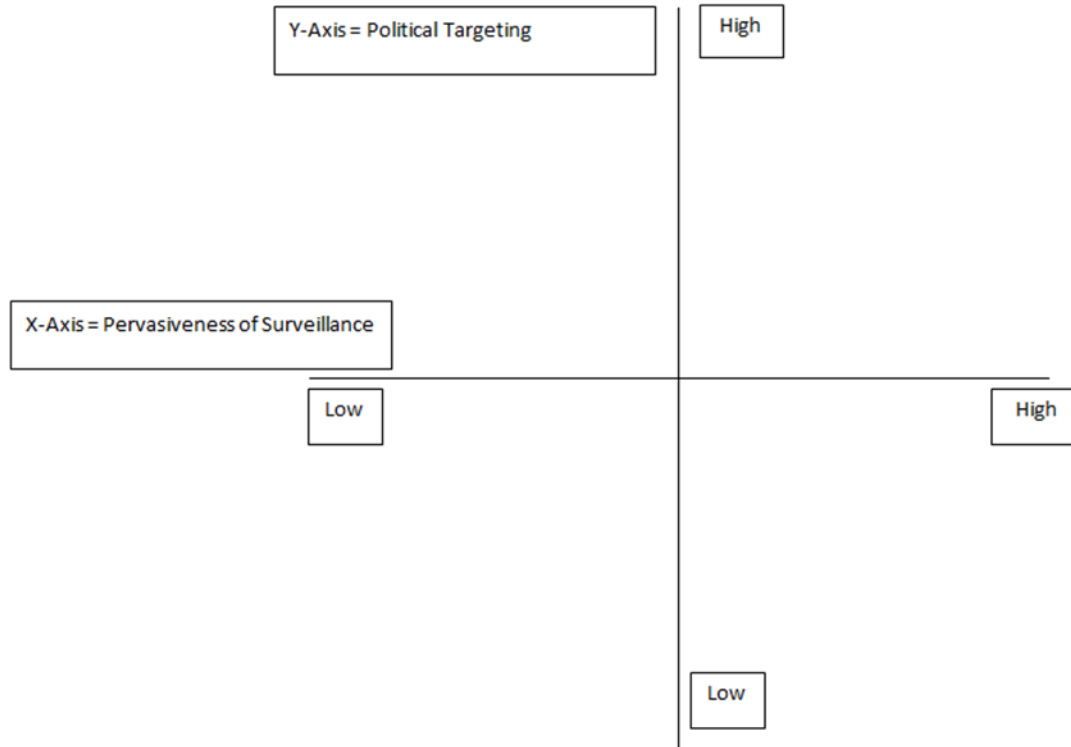 Y-Axis = Political Targeting
High
X-Axis = Pervasiveness of Surveillance
Low
High
Low